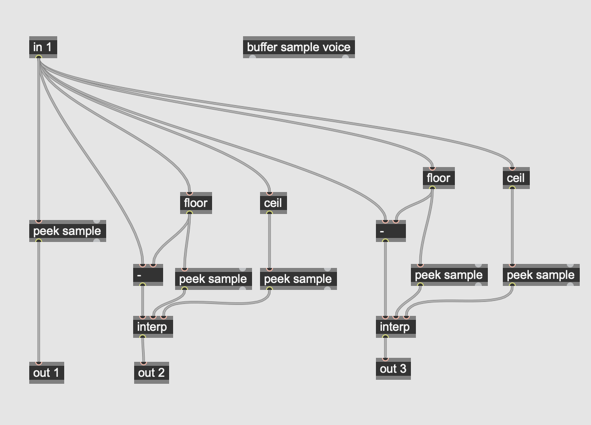 in 1
buffer sample voice
floor
ceil
floor
ceil
peek sample
-
-
peek sample
peek sample
peek sample
peek sample
interp
interp
out 1
out 2
out 3